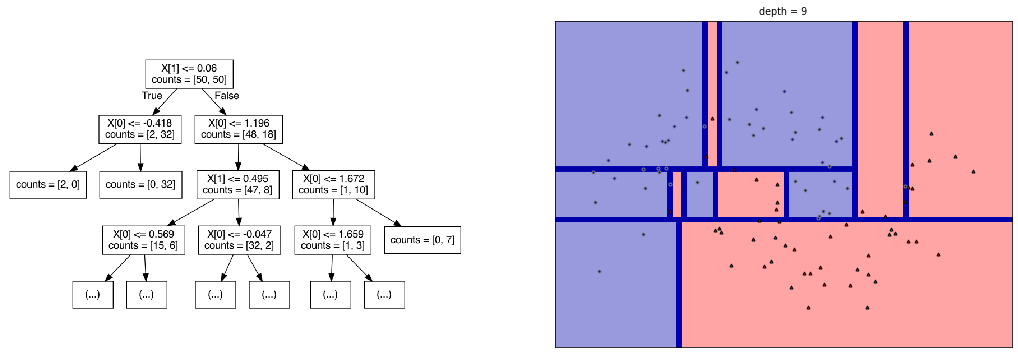 depth = 9
X[1] <= 0.06
counts = [50, 50]
True
False
X[0] <= -0.418
counts = [2, 32]
X[0] <= 1.196
counts = [48, 18]
counts = [2, 0]
counts = [0, 32]
X[1] <= 0.495
counts = [47, 8]
X[0] <= 1.672
counts = [1, 10]
X[0] <= 0.569
counts = [15, 6]
X[0] <= -0.047
counts = [32, 2]
X[0] <= 1.659
counts = [1, 3]
counts = [0, 7]
(...)
(...)
(...)
(...)
(...)
(...)